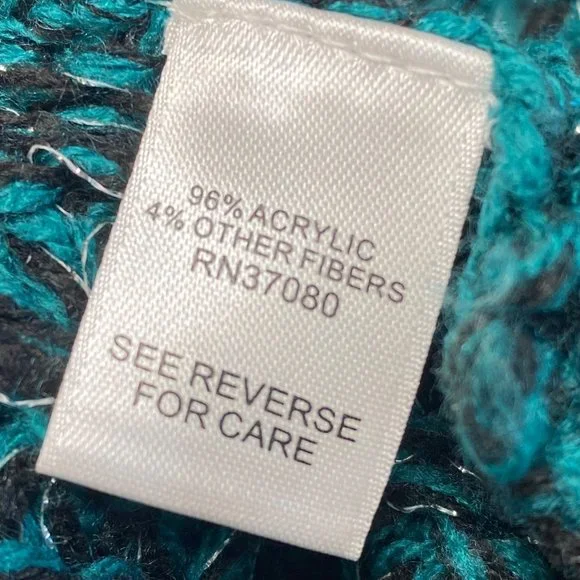 96% ACRYLIC
4% OTHER FIBERS
RN37080
SEE REVERSE
FOR CARE